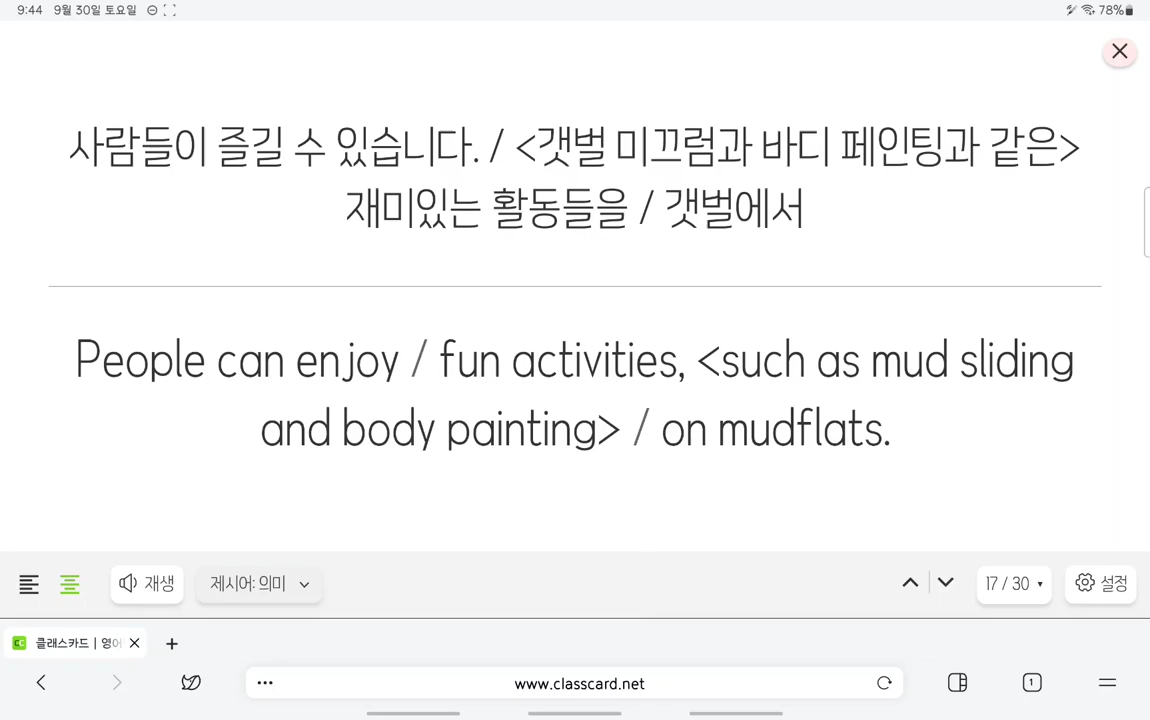 9:44 9월 30일 토요일
78%
사람들이 즐길 수 있습니다. / <갯벌 미끄럼과 바디 페인팅과 같은>
재미있는 활동들을 / 갯벌에서
People can enjoy / fun activities, <such as mud sliding
and body painting> / on mudflats.
재생 제시어: 의미 17 / 30 설정
클래스카드 | 영어
www.classcard.net
1